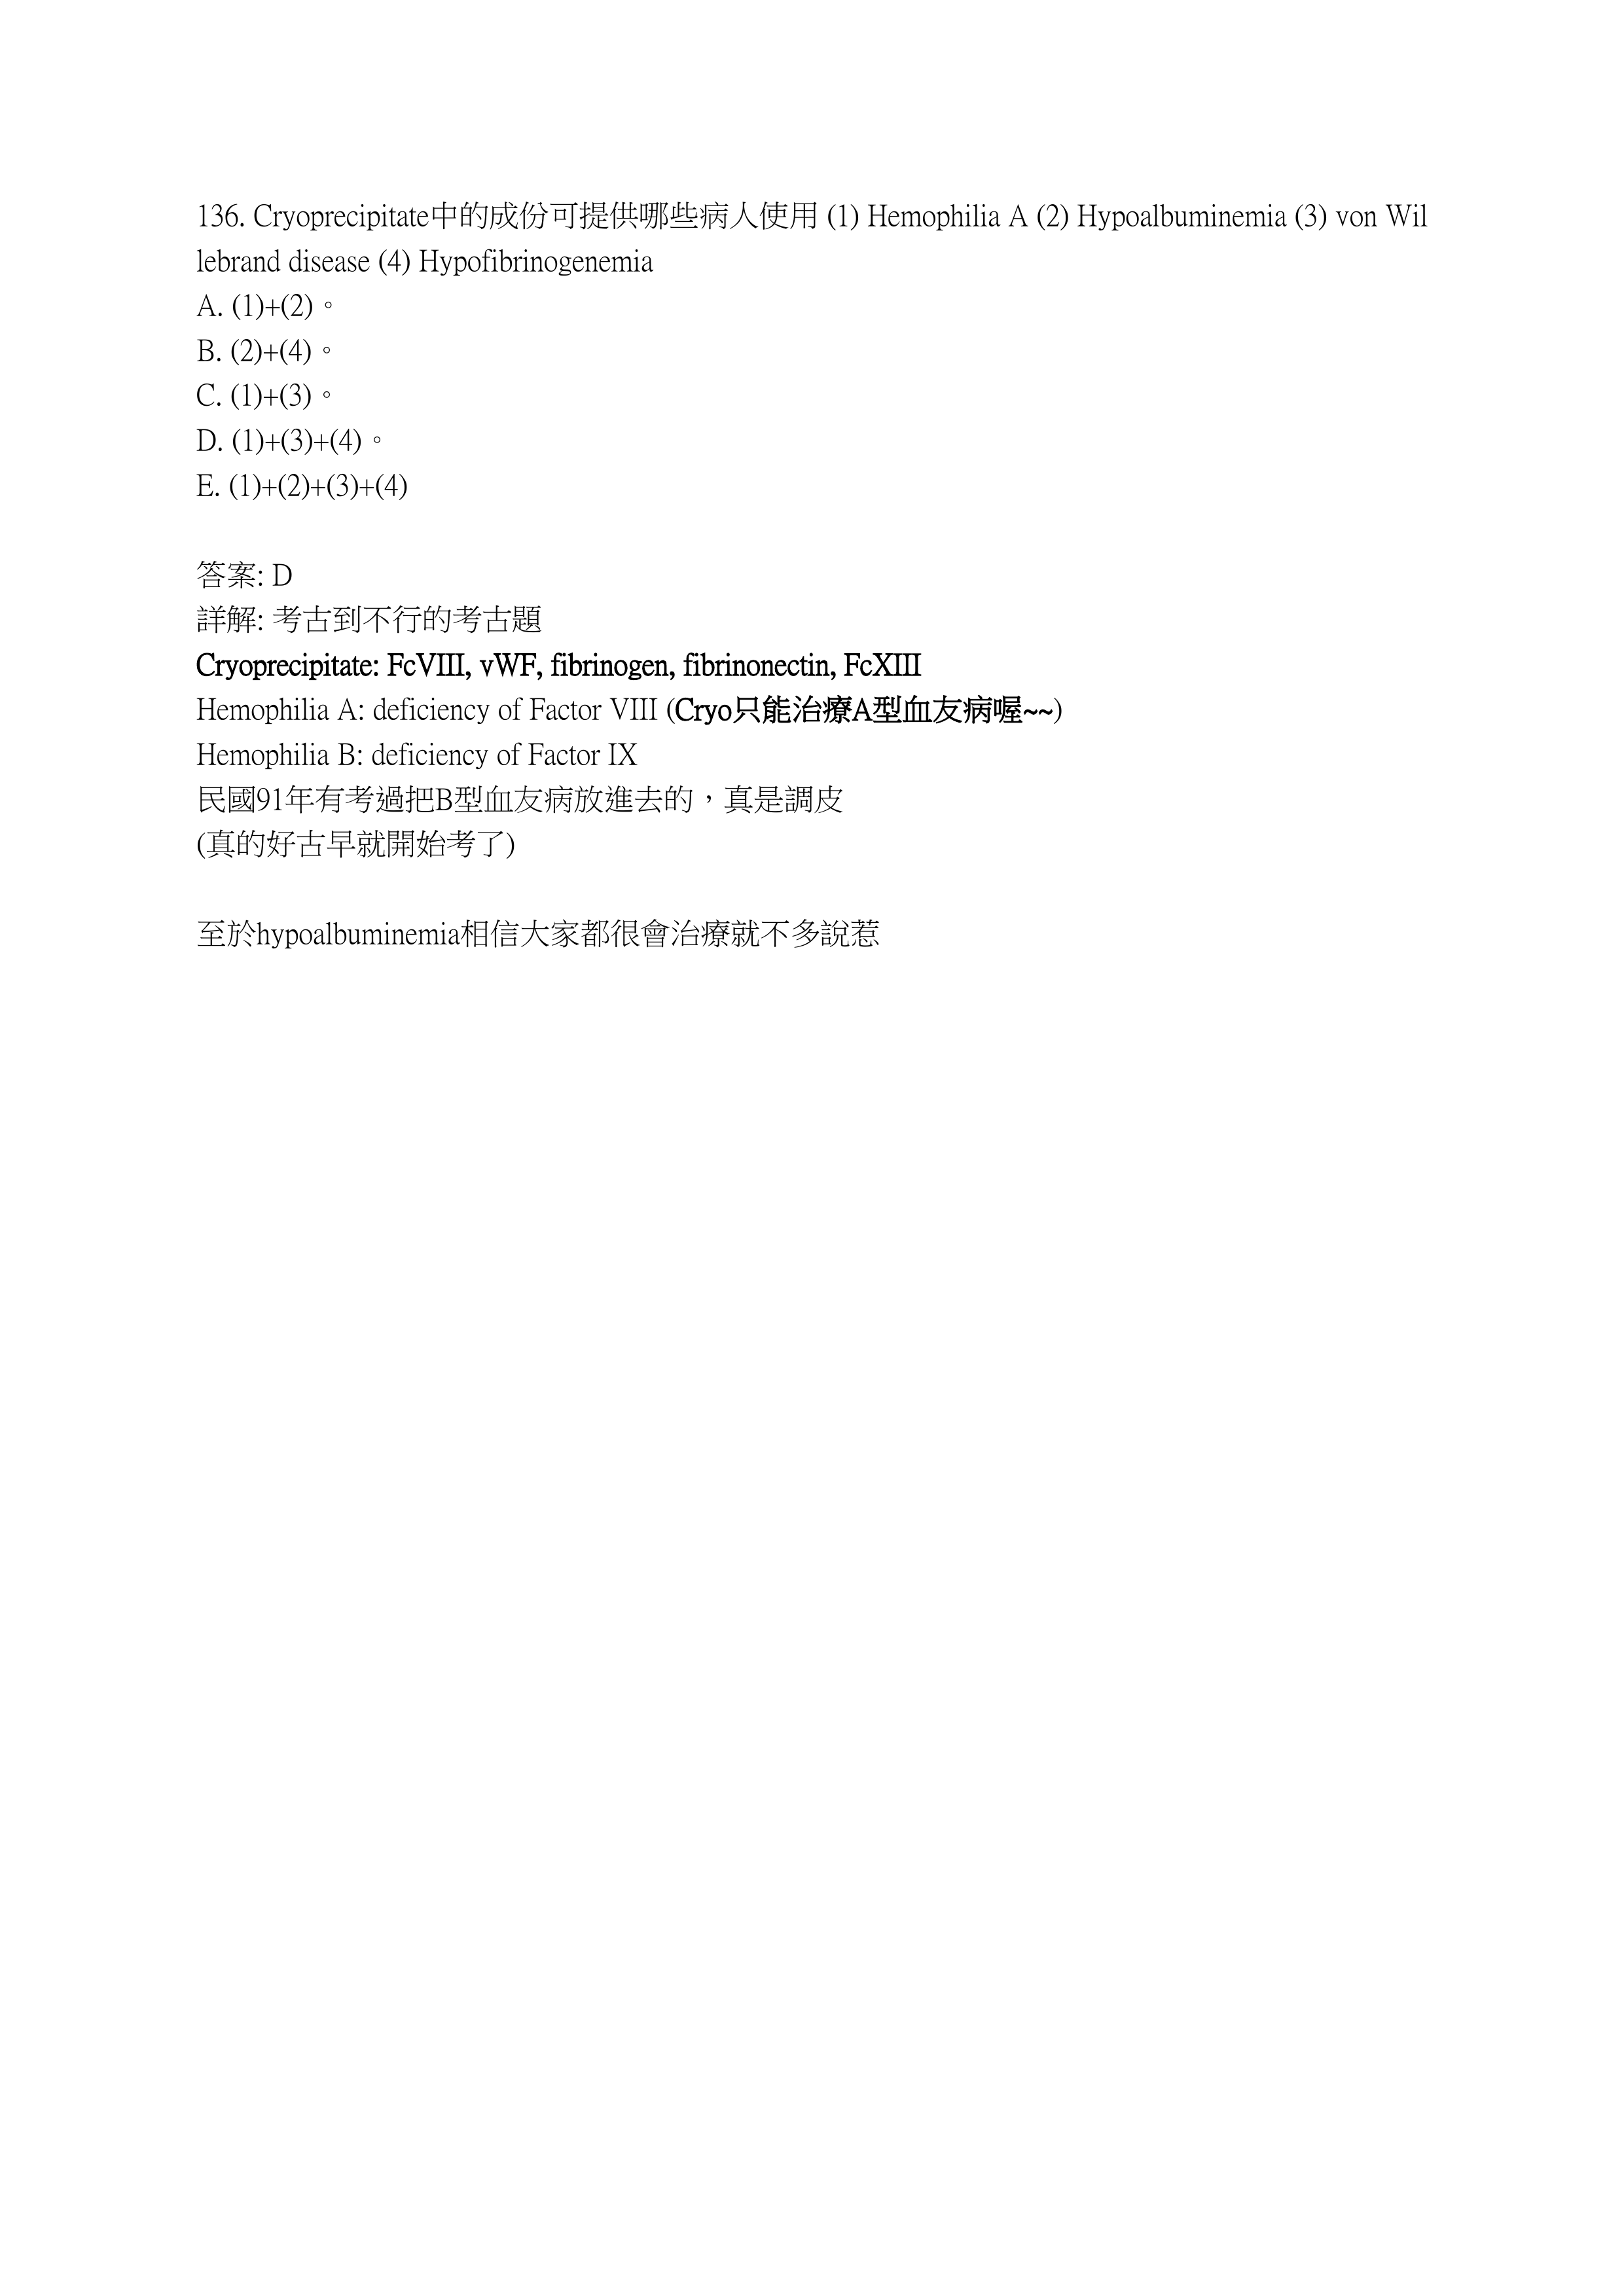 136. Cryoprecipitate中的成份可提供哪些病人使用 (1) Hemophilia A (2) Hypoalbuminemia (3) von Wil
lebrand disease (4) Hypofibrinogenemia
A. (1)+(2)。
B. (2)+(4)。
C. (1)+(3)。
D. (1)+(3)+(4)。
E. (1)+(2)+(3)+(4)
答案: D
詳解: 考古到不行的考古題
Cryoprecipitate: FcVIII, vWF, fibrinogen, fibrinonectin, FcXIII
Hemophilia A: deficiency of Factor VIII (Cryo只能治療A型血友病喔~~)
Hemophilia B: deficiency of Factor IX
民國91年有考過把B型血友病放進去的，真是調皮
(真的好古早就開始考了)
至於hypoalbuminemia相信大家都很會治療就不多說惹